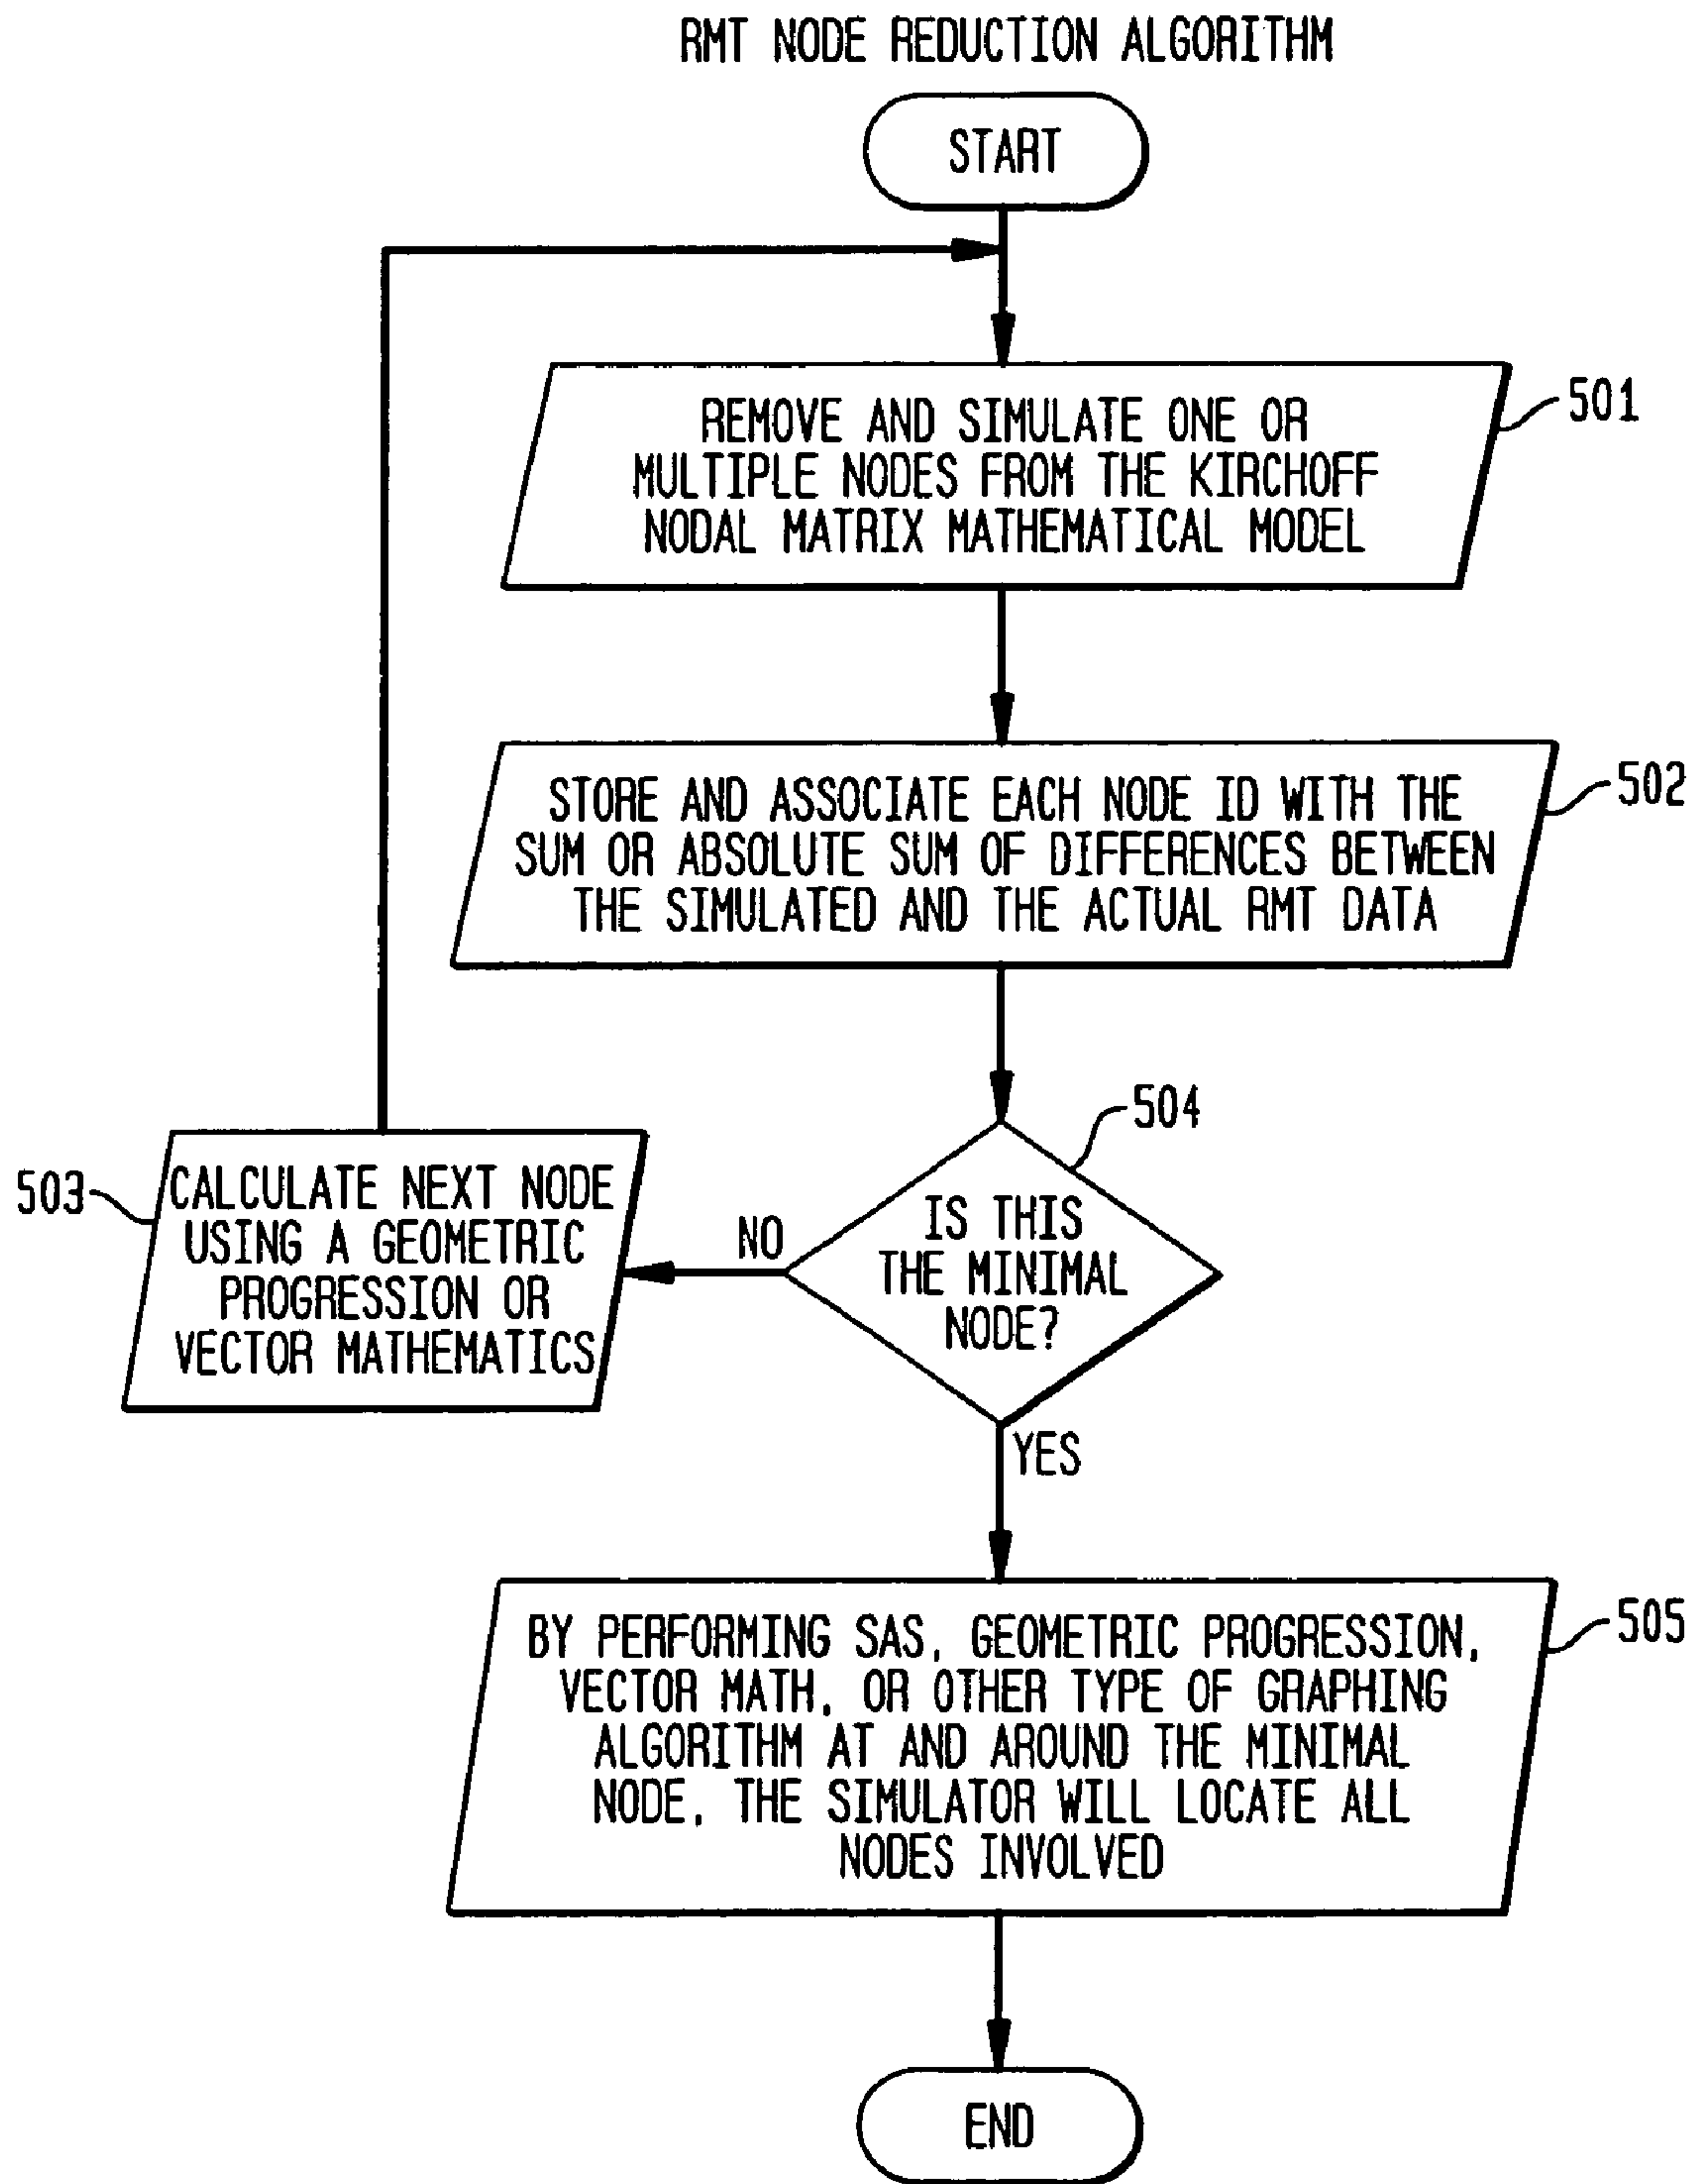 RMT NODE REDUCTION ALGORITHM
START
REMOVE AND SIMULATE ONE OR
MULTIPLE NODES FROM THE KIRCHOFF
NODAL MATRIX MATHEMATICAL MODEL
501
STORE AND ASSOCIATE EACH NODE ID WITH THE
SUM OR ABSOLUTE SUM OF DIFFERENCES BETWEEN
THE SIMULATED AND THE ACTUAL RMT DATA
502
504
IS THIS
THE MINIMAL
NODE?
NO
503
CALCULATE NEXT NODE
USING A GEOMETRIC
PROGRESSION OR
VECTOR MATHEMATICS
YES
BY PERFORMING SAS, GEOMETRIC PROGRESSION,
VECTOR MATH, OR OTHER TYPE OF GRAPHING
ALGORITHM AT AND AROUND THE MINIMAL
NODE, THE SIMULATOR WILL LOCATE ALL
NODES INVOLVED
505
END